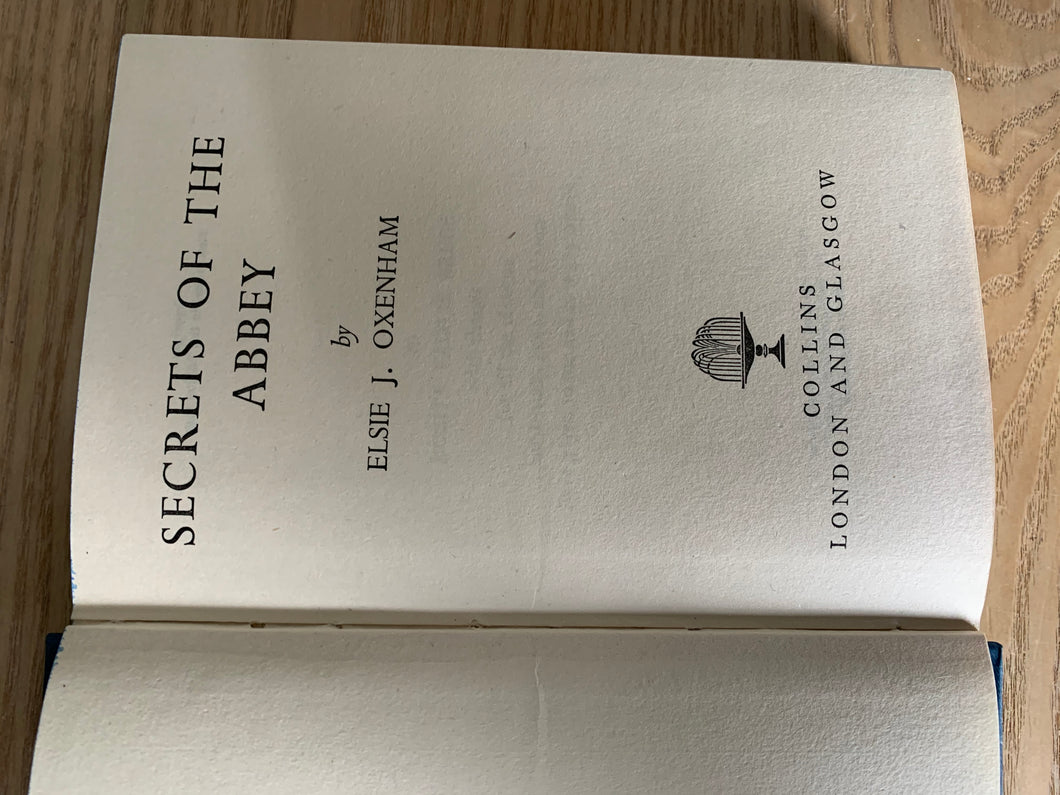 SECRETS OF THE
ABBEY
by
ELSIE J. OXENHAM
COLLINS
LONDON AND GLASGOW